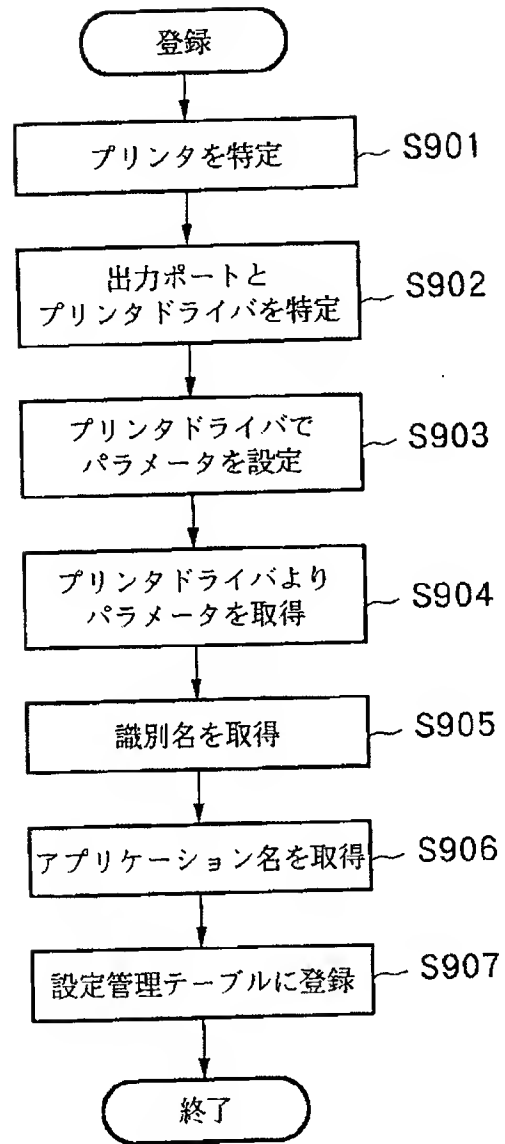 登録
プリンタを特定
S901
出力ポートと
プリンタドライバを特定
S902
プリンタドライバで
パラメータを設定
S903
プリンタドライバより
パラメータを取得
S904
識別名を取得
S905
アプリケーション名を取得
S906
設定管理テーブルに登録
S907
終了